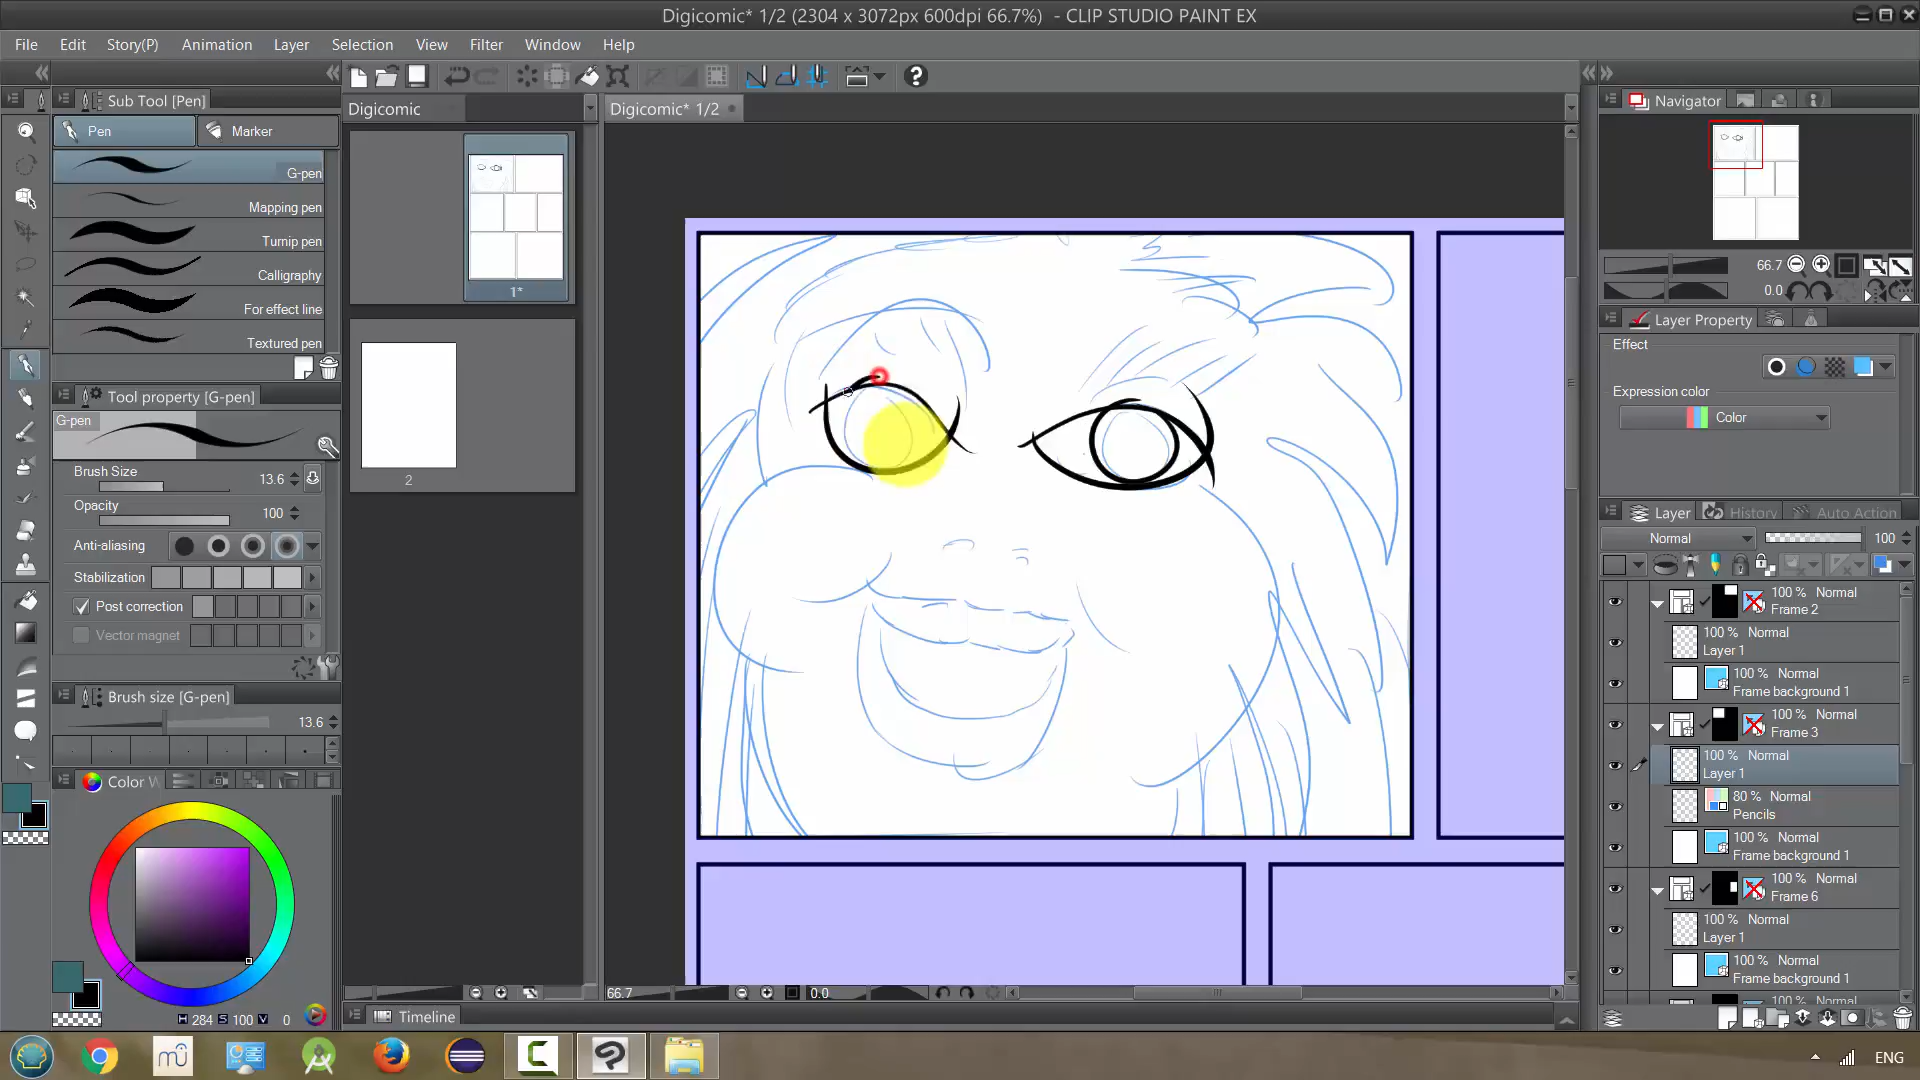 Digicomic* 1/2 (2304 x 3072px 600dpi 66.7%) - CLIP STUDIO PAINT EX
File Edit Story(P) Animation Layer Selection View Filter Window Help
Sub Tool [Pen]
Pen
Marker
G-pen
Mapping pen
Turnip pen
Calligraphy
For effect line
Textured pen
Tool property [G-pen]
G-pen
Brush Size 13.6
Opacity 100
Anti-aliasing
Stabilization
Post correction
Vector magnet
Brush size [G-pen]
13.6
Color W
H 284 S 100 V 0
Digicomic
1*
2
Digicomic* 1/2
66.7
0.0
Timeline
Navigator
66.7
0.0
Layer Property
Effect
Expression color
Color
Layer History Auto Action
Normal 100
100 % Normal
Frame 2
100 % Normal
Layer 1
100 % Normal
Frame background 1
100 % Normal
Frame 3
100 % Normal
Layer 1
80 % Normal
Pencils
100 % Normal
Frame background 1
100 % Normal
Frame 6
100 % Normal
Layer 1
100 % Normal
Frame background 1
100 % Normal
ENG